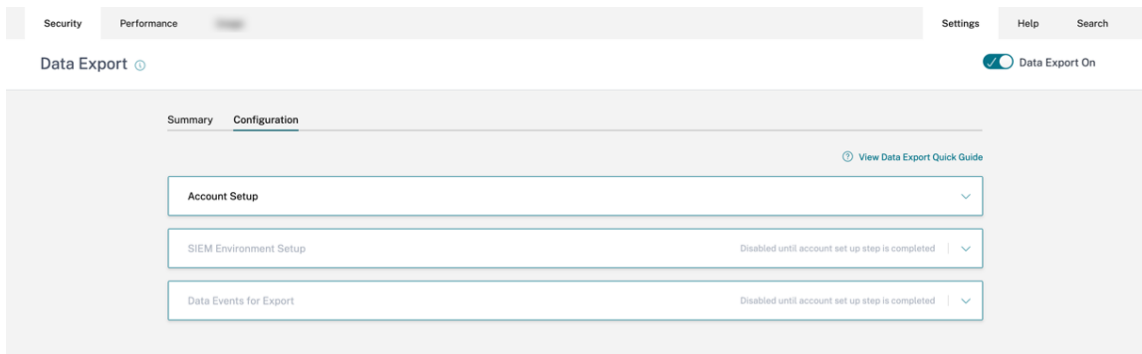 Security Performance Settings Help Search
Data Export Data Export On
Summary Configuration
View Data Export Quick Guide
Account Setup
SIEM Environment Setup Disabled until account set up step is completed
Data Events for Export Disabled until account set up step is completed